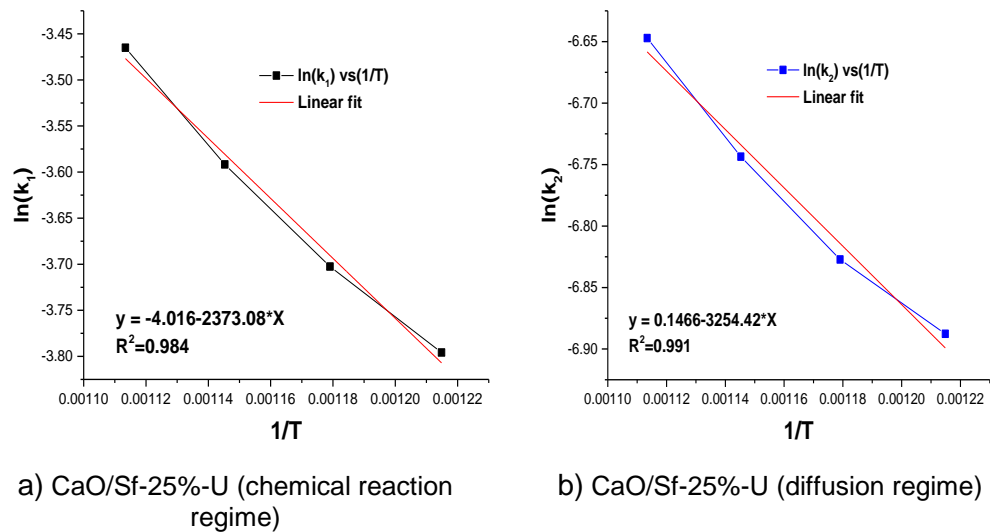 -3.45
-3.50
-3.55
-3.60
-3.65
-3.70
-3.75
-3.80
ln(k₁)
ln(k₁) vs(1/T)
Linear fit
y = -4.016-2373.08*X
R²=0.984
0.00110 0.00112 0.00114 0.00116 0.00118 0.00120 0.00122
1/T
-6.65
-6.70
-6.75
-6.80
-6.85
-6.90
ln(k₂)
ln(k₂) vs(1/T)
Linear fit
y = 0.1466-3254.42*X
R²=0.991
0.00110 0.00112 0.00114 0.00116 0.00118 0.00120 0.00122
1/T
a) CaO/Sf-25%-U (chemical reaction
regime)
b) CaO/Sf-25%-U (diffusion regime)